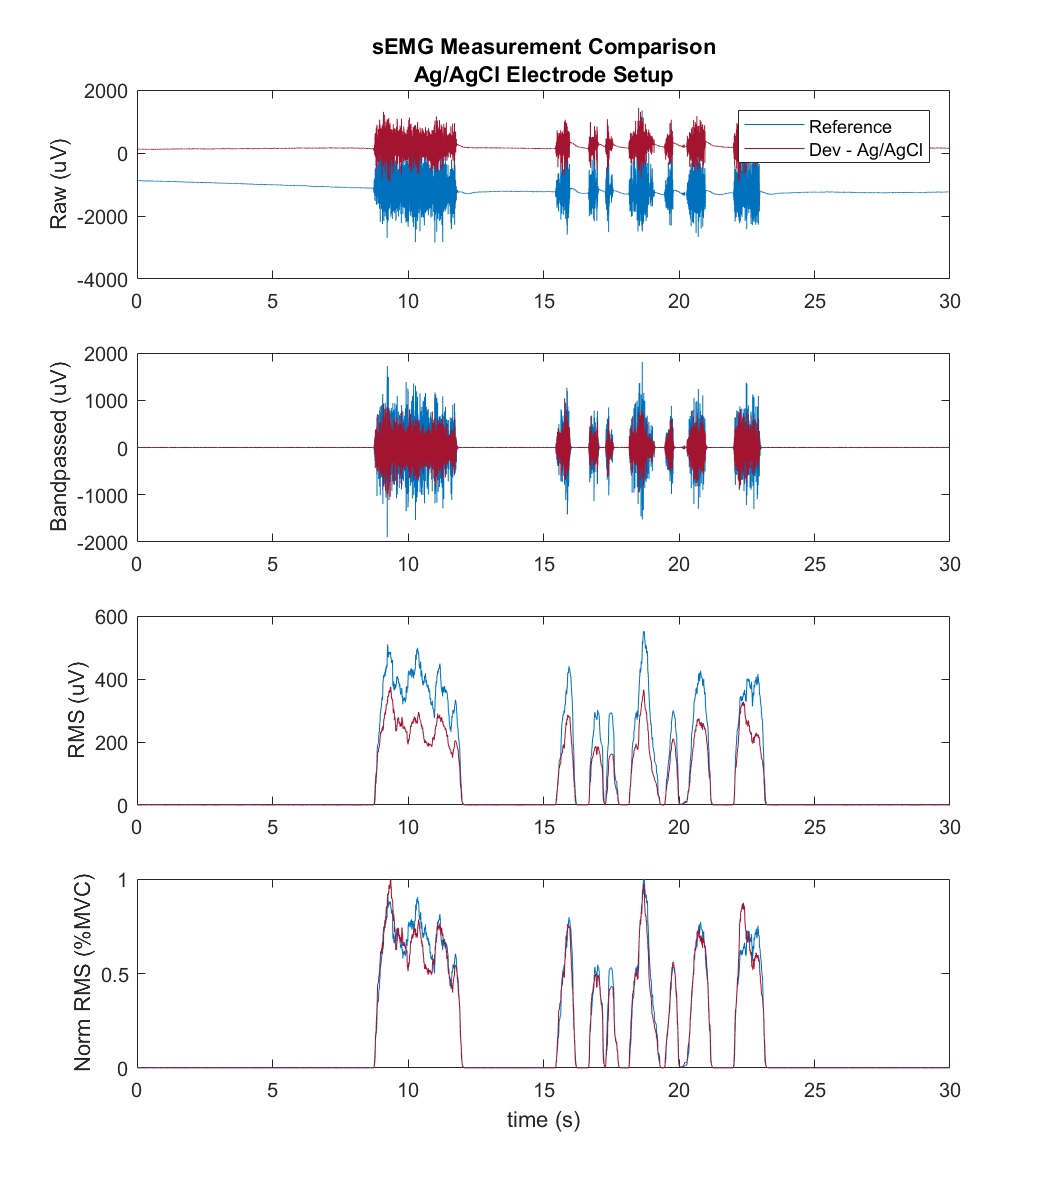 sEMG Measurement Comparison
Ag/AgCl Electrode Setup
Raw (uV)
2000
0
-2000
-4000
Reference
Dev - Ag/AgCl
0 5 10 15 20 25 30
Bandpassed (uV)
2000
1000
0
-1000
-2000
0 5 10 15 20 25 30
RMS (uV)
600
400
200
0
0 5 10 15 20 25 30
Norm RMS (%MVC)
1
0.5
0
0 5 10 15 20 25 30
time (s)